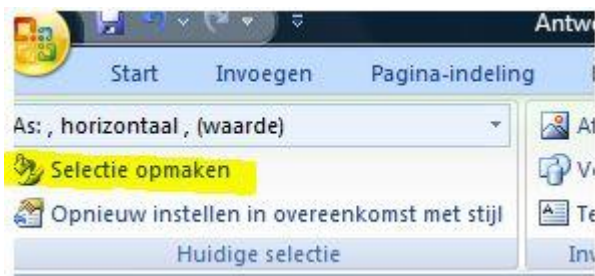 Antw
Start Invoegen Pagina-indeling
As: , horizontaal , (waarde)
Selectie opmaken
Opnieuw instellen in overeenkomst met stijl
Huidige selectie